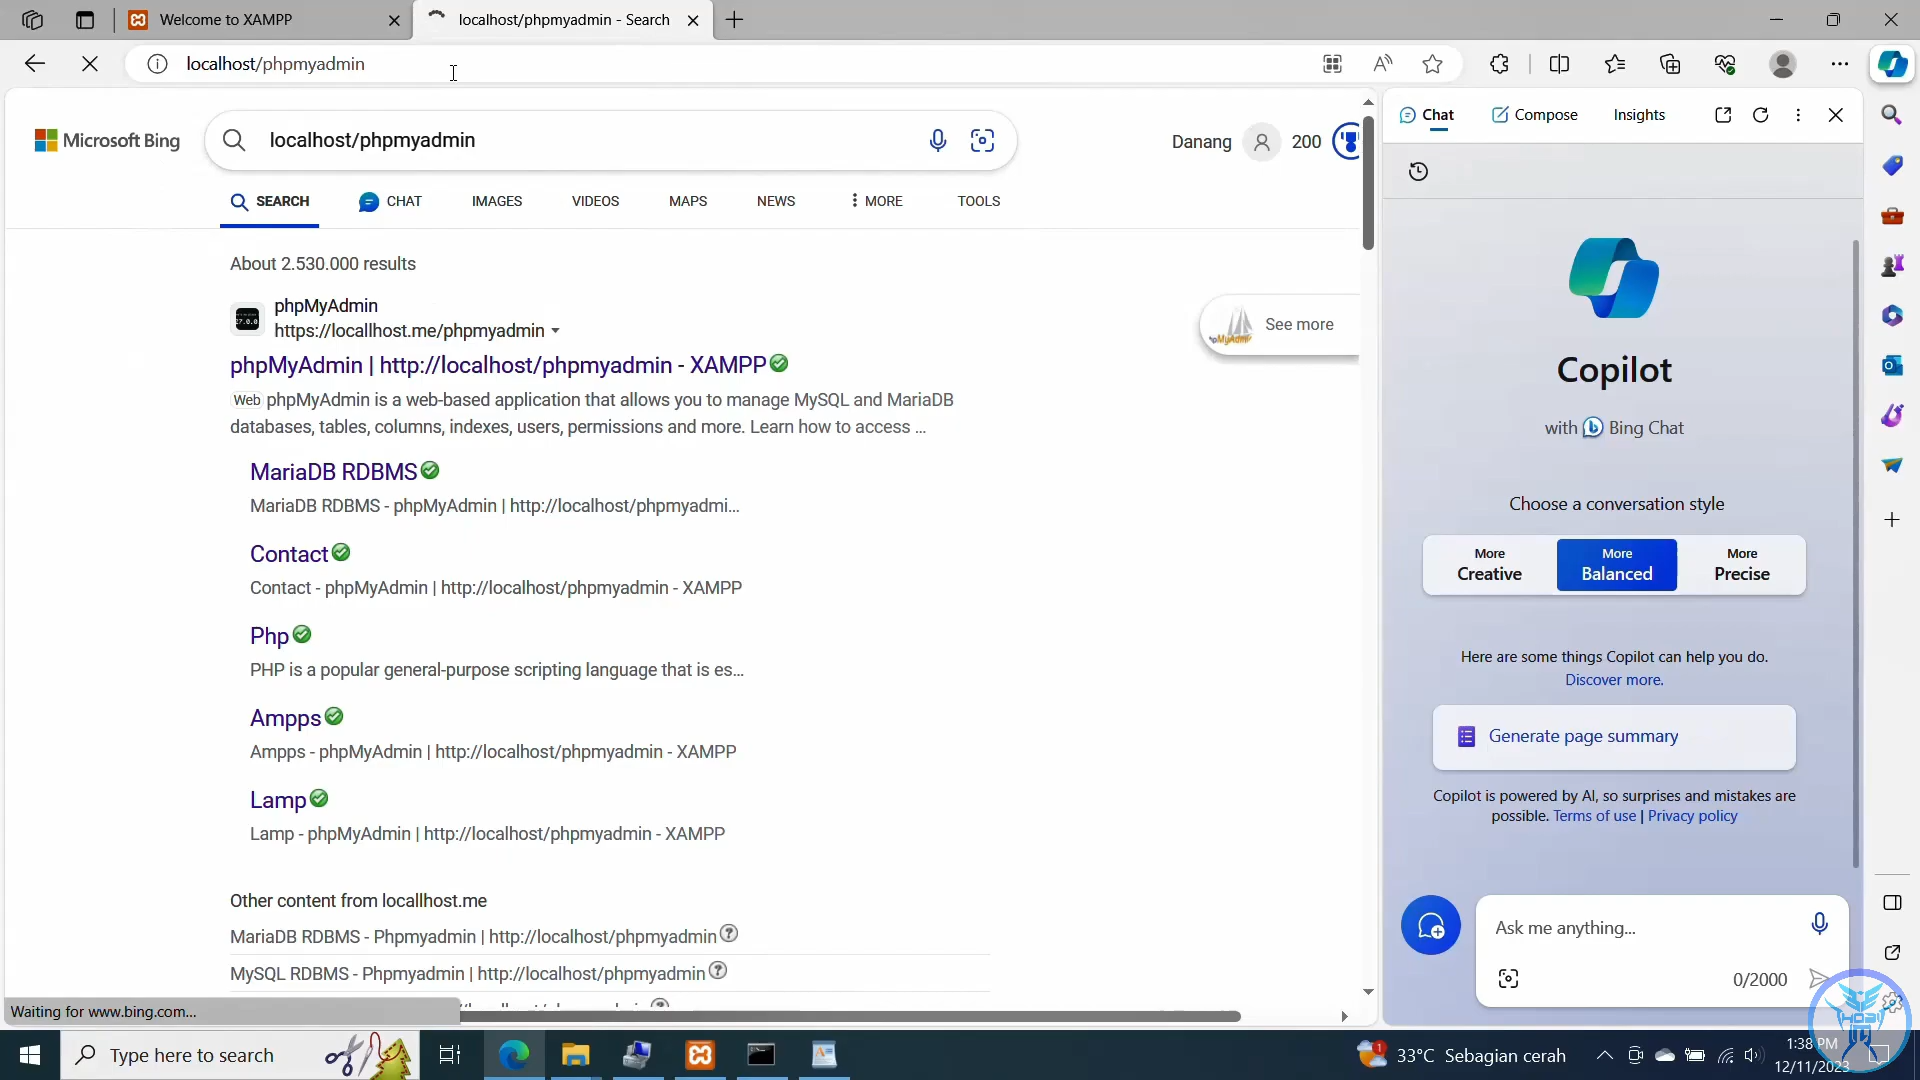 Welcome to XAMPP
localhost/phpmyadmin - Search
localhost/phpmyadmin
Microsoft Bing
localhost/phpmyadmin
Danang
200
SEARCH
CHAT
IMAGES
VIDEOS
MAPS
NEWS
MORE
TOOLS
About 2.530.000 results
phpMyAdmin
https://locallhost.me/phpmyadmin
phpMyAdmin | http://localhost/phpmyadmin - XAMPP
Web phpMyAdmin is a web-based application that allows you to manage MySQL and MariaDB
databases, tables, columns, indexes, users, permissions and more. Learn how to access ...
See more
MariaDB RDBMS
MariaDB RDBMS - phpMyAdmin | http://localhost/phpmyadmi...
Contact
Contact - phpMyAdmin | http://localhost/phpmyadmin - XAMPP
Php
PHP is a popular general-purpose scripting language that is es...
Ampps
Ampps - phpMyAdmin | http://localhost/phpmyadmin - XAMPP
Lamp
Lamp - phpMyAdmin | http://localhost/phpmyadmin - XAMPP
Other content from locallhost.me
MariaDB RDBMS - Phpmyadmin | http://localhost/phpmyadmin
MySQL RDBMS - Phpmyadmin | http://localhost/phpmyadmin
Waiting for www.bing.com...
Chat
Compose
Insights
Copilot
with Bing Chat
Choose a conversation style
More
Creative
More
Balanced
More
Precise
Here are some things Copilot can help you do.
Discover more.
Generate page summary
Copilot is powered by AI, so surprises and mistakes are
possible. Terms of use | Privacy policy
Ask me anything...
0/2000
Type here to search
1
33°C Sebagian cerah
1:38 PM
12/11/2023